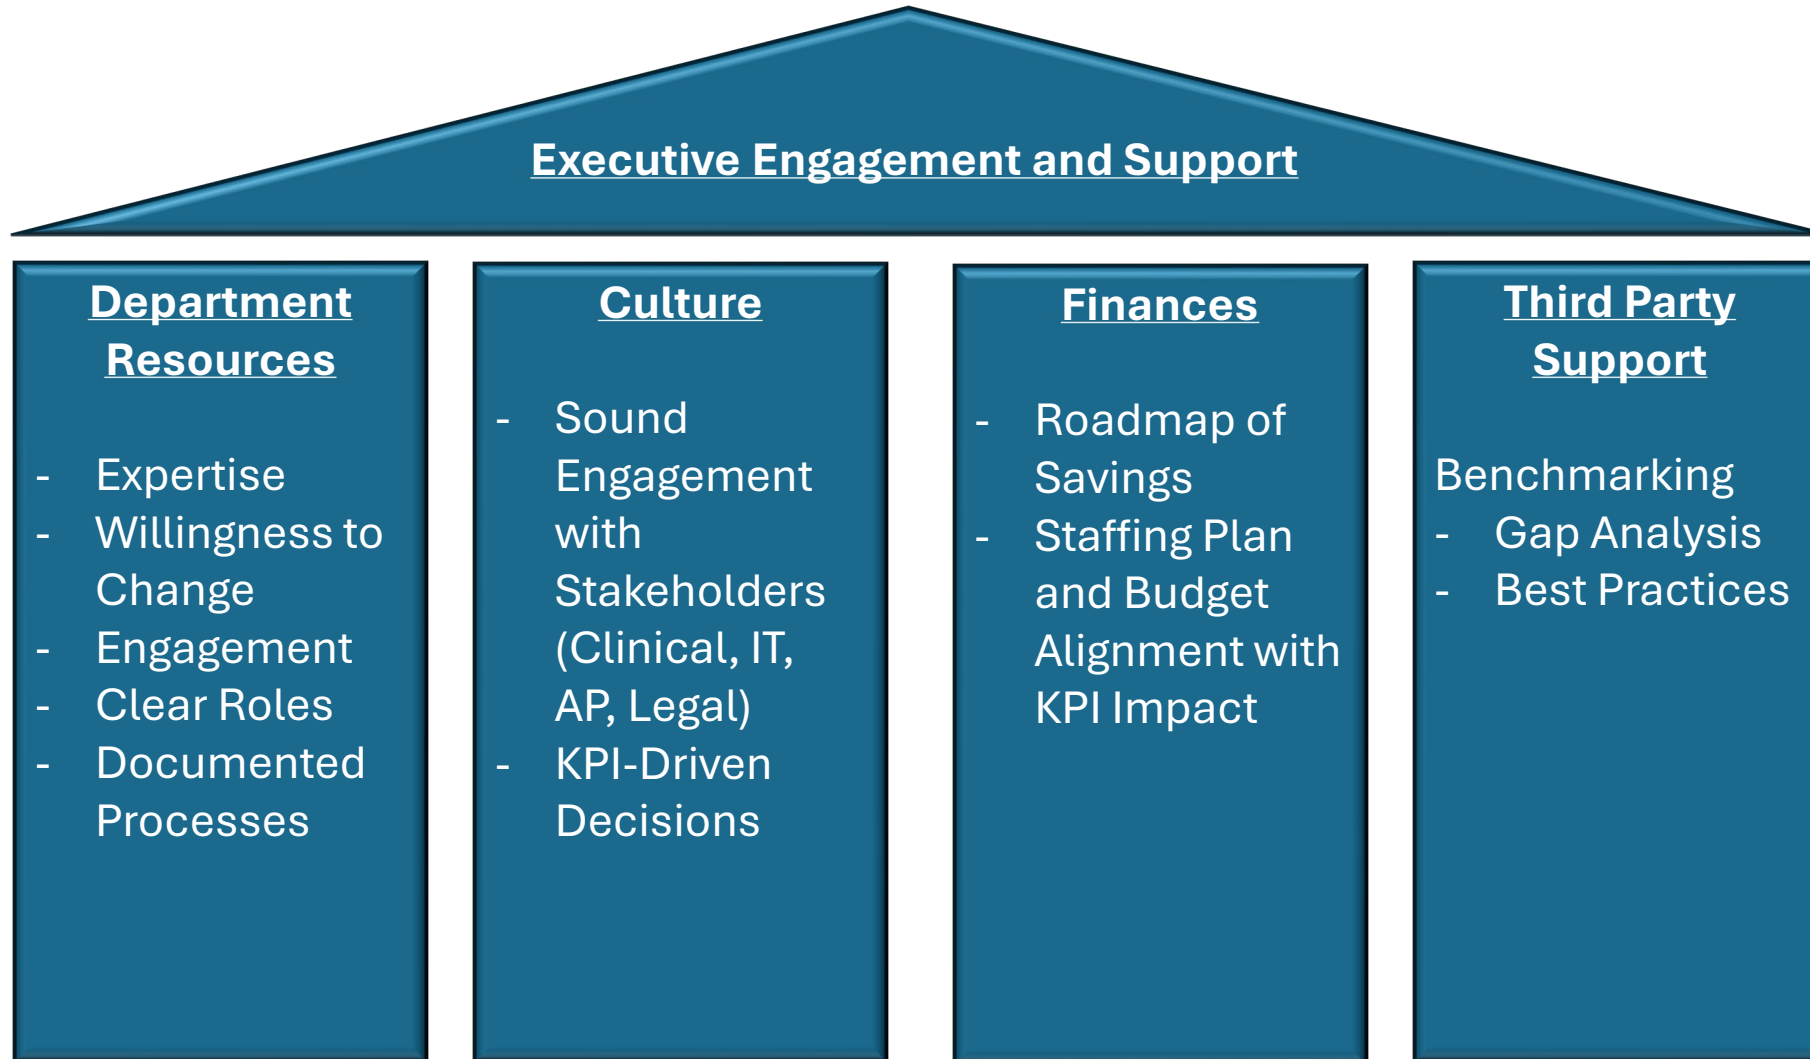 Executive Engagement and Support
Department
Resources
- Expertise
- Willingness to
Change
- Engagement
- Clear Roles
- Documented
Processes
Culture
- Sound
Engagement
with
Stakeholders
(Clinical, IT,
AP, Legal)
- KPI-Driven
Decisions
Finances
- Roadmap of
Savings
- Staffing Plan
and Budget
Alignment with
KPI Impact
Third Party
Support
Benchmarking
- Gap Analysis
- Best Practices